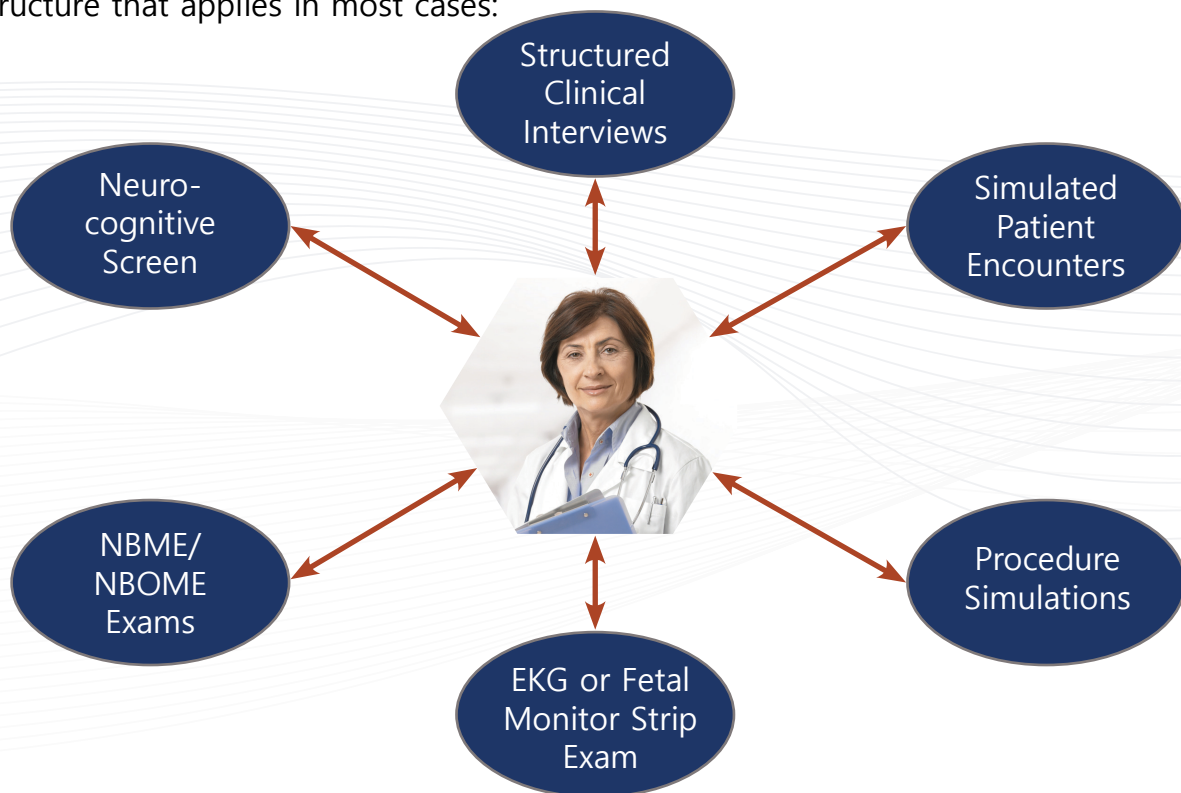 ructure that applies in most cases:
Structured
Clinical
Interviews
Neuro-
cognitive
Screen
Simulated
Patient
Encounters
NBME/
NBOME
Exams
Procedure
Simulations
EKG or Fetal
Monitor Strip
Exam